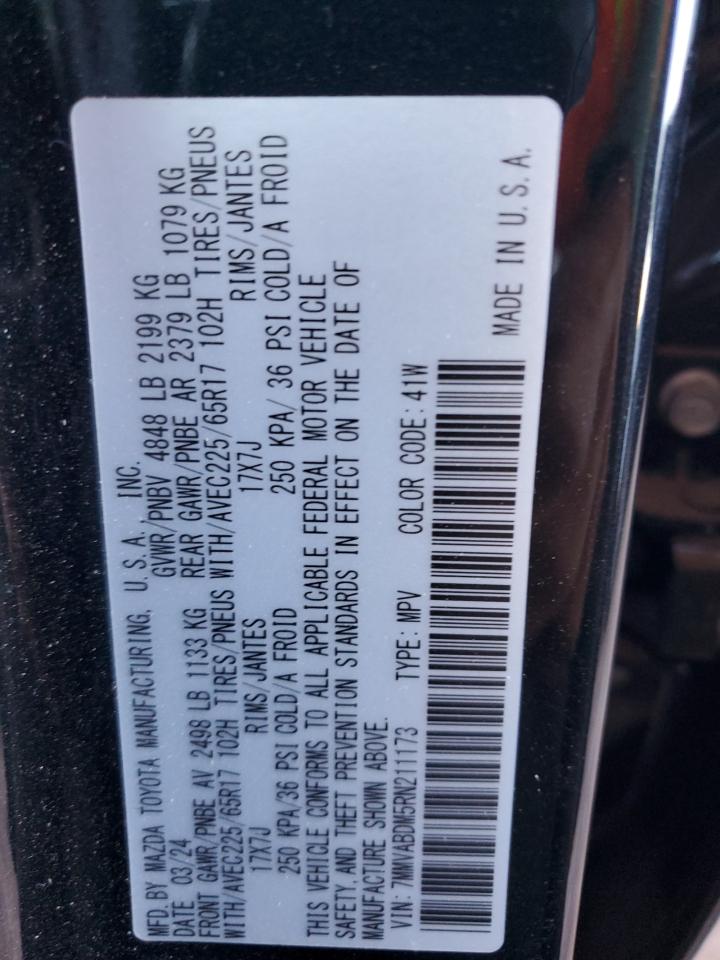 MFD. BY MAZDA TOYOTA MANUFACTURING, U.S.A. INC.
DATE 03/24 GVWR/PNBV 4848 LB 2199 KG
FRONT GAWR/PNBE AV 2498 LB 1133 KG REAR GAWR/PNBE AR 2379 LB 1079 KG
WITH/AVEC225/65R17 102H TIRES/PNEUS WITH/AVEC225/65R17 102H TIRES/PNEUS
17X7J RIMS/JANTES 17X7J RIMS/JANTES
250 KPA/36 PSI COLD/A FROID 250 KPA/ 36 PSI COLD/A FROID
THIS VEHICLE CONFORMS TO ALL APPLICABLE FEDERAL MOTOR VEHICLE
SAFETY, AND THEFT PREVENTION STANDARDS IN EFFECT ON THE DATE OF
MANUFACTURE SHOWN ABOVE.
VIN: 7MMVABDM5RN211173 TYPE: MPV COLOR CODE: 41W
MADE IN U.S.A.